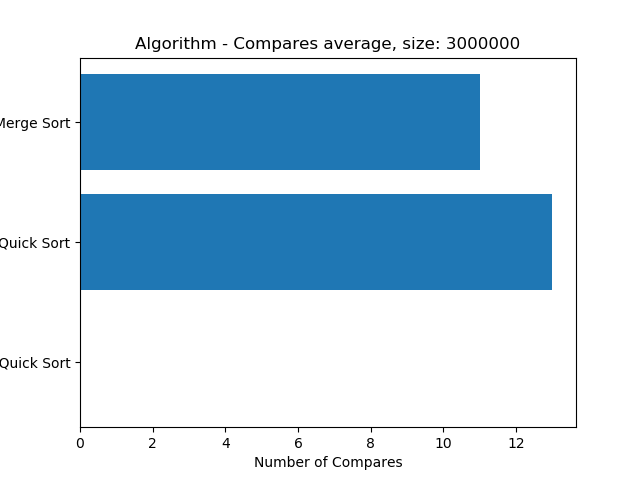 Algorithm - Compares average, size: 3000000
Merge Sort
Quick Sort
Quick Sort
0 2 4 6 8 10 12
Number of Compares